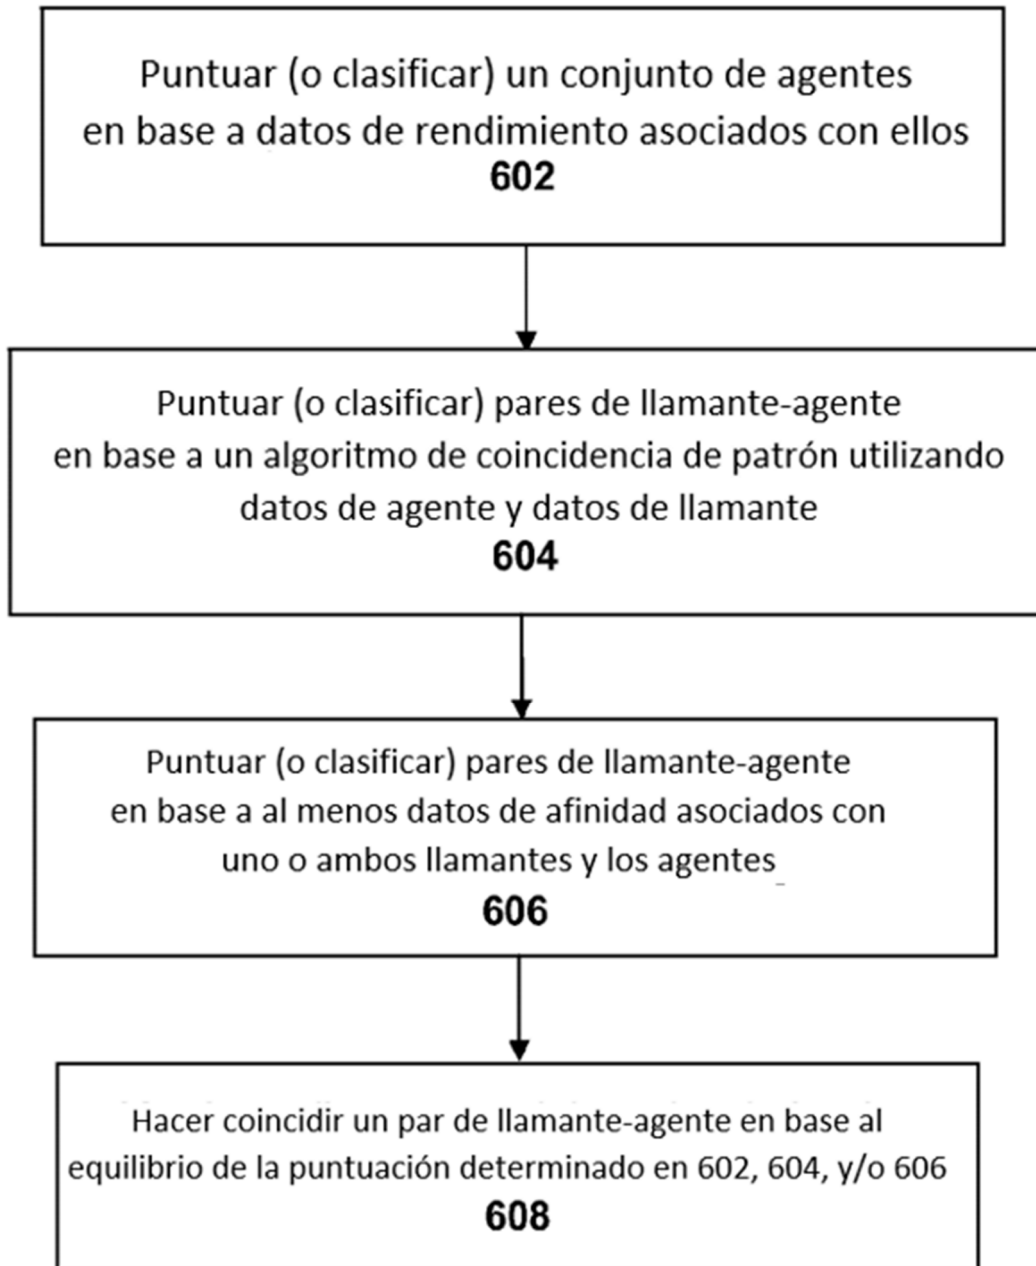 Puntuar (o clasificar) un conjunto de agentes
en base a datos de rendimiento asociados con ellos
602
Puntuar (o clasificar) pares de llamante-agente
en base a un algoritmo de coincidencia de patrón utilizando
datos de agente y datos de llamante
604
Puntuar (o clasificar) pares de llamante-agente
en base a al menos datos de afinidad asociados con
uno o ambos llamantes y los agentes
606
Hacer coincidir un par de llamante-agente en base al
equilibrio de la puntuación determinado en 602, 604, y/o 606
608